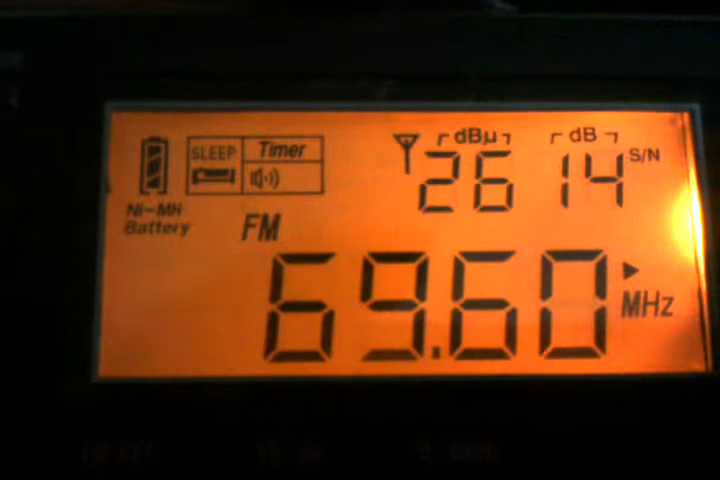 SLEEP Timer dBµ dB
26 14 S/N
Ni-MH
Battery
FM
69.60 MHz